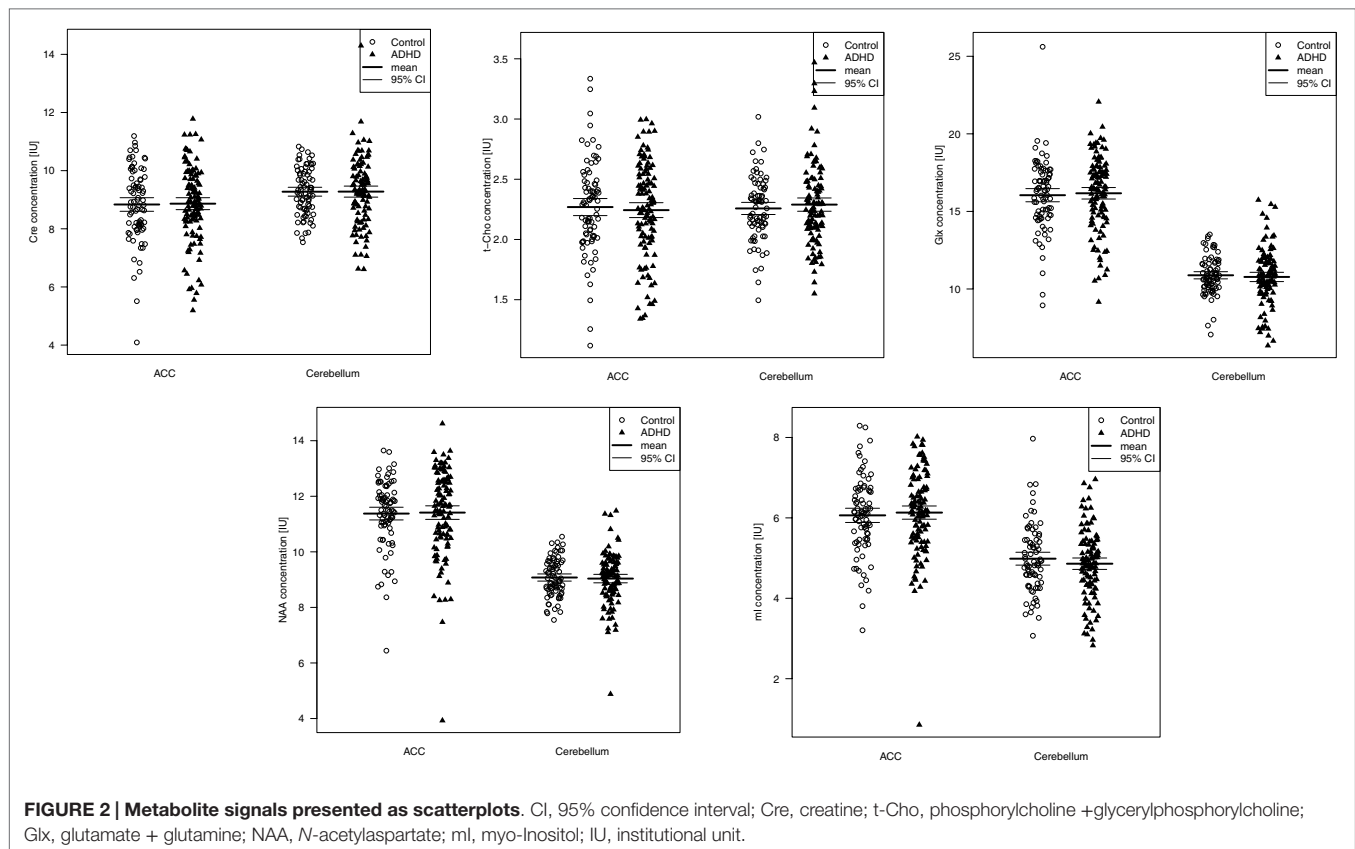 Cre concentration [IU]
14
12
10
8
6
4
ACC
Cerebellum
Control
ADHD
mean
95% CI
t−Cho concentration [IU]
3.5
3.0
2.5
2.0
1.5
ACC
Cerebellum
Control
ADHD
mean
95% CI
Glx concentration [IU]
25
20
15
10
ACC
Cerebellum
Control
ADHD
mean
95% CI
NAA concentration [IU]
14
12
10
8
6
4
ACC
Cerebellum
Control
ADHD
mean
95% CI
mI concentration [IU]
8
6
4
2
ACC
Cerebellum
Control
ADHD
mean
95% CI
FIGURE 2 | Metabolite signals presented as scatterplots. CI, 95% confidence interval; Cre, creatine; t-Cho, phosphorylcholine +glycerylphosphorylcholine;
Glx, glutamate + glutamine; NAA, N-acetylaspartate; mI, myo-Inositol; IU, institutional unit.